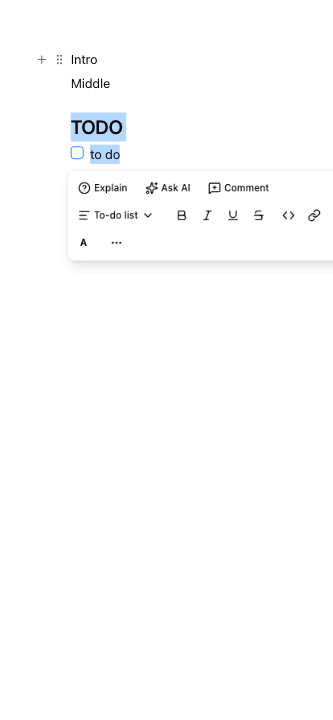 Intro
Middle
TODO
to do
Explain Ask AI Comment
To-do list B I U S
A